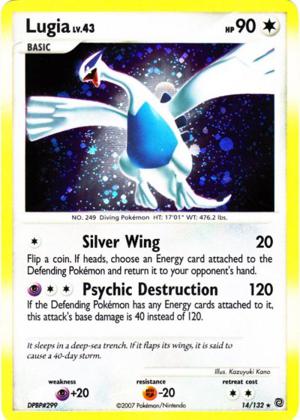 Lugia LV.43 HP 90
BASIC
NO. 249 Diving Pokémon HT: 17'01" WT: 476.2 lbs.
Silver Wing 20
Flip a coin. If heads, choose an Energy card attached to the
Defending Pokémon and return it to your opponent's hand.
Psychic Destruction 120
If the Defending Pokémon has any Energy cards attached to it,
this attack's base damage is 40 instead of 120.
It sleeps in a deep-sea trench. If it flaps its wings, it is said to
cause a 40-day storm.
Illus. Kazuyuki Kano
weakness resistance retreat cost
+20 -20
DPBP#299 ©2007 Pokémon/Nintendo 14/132